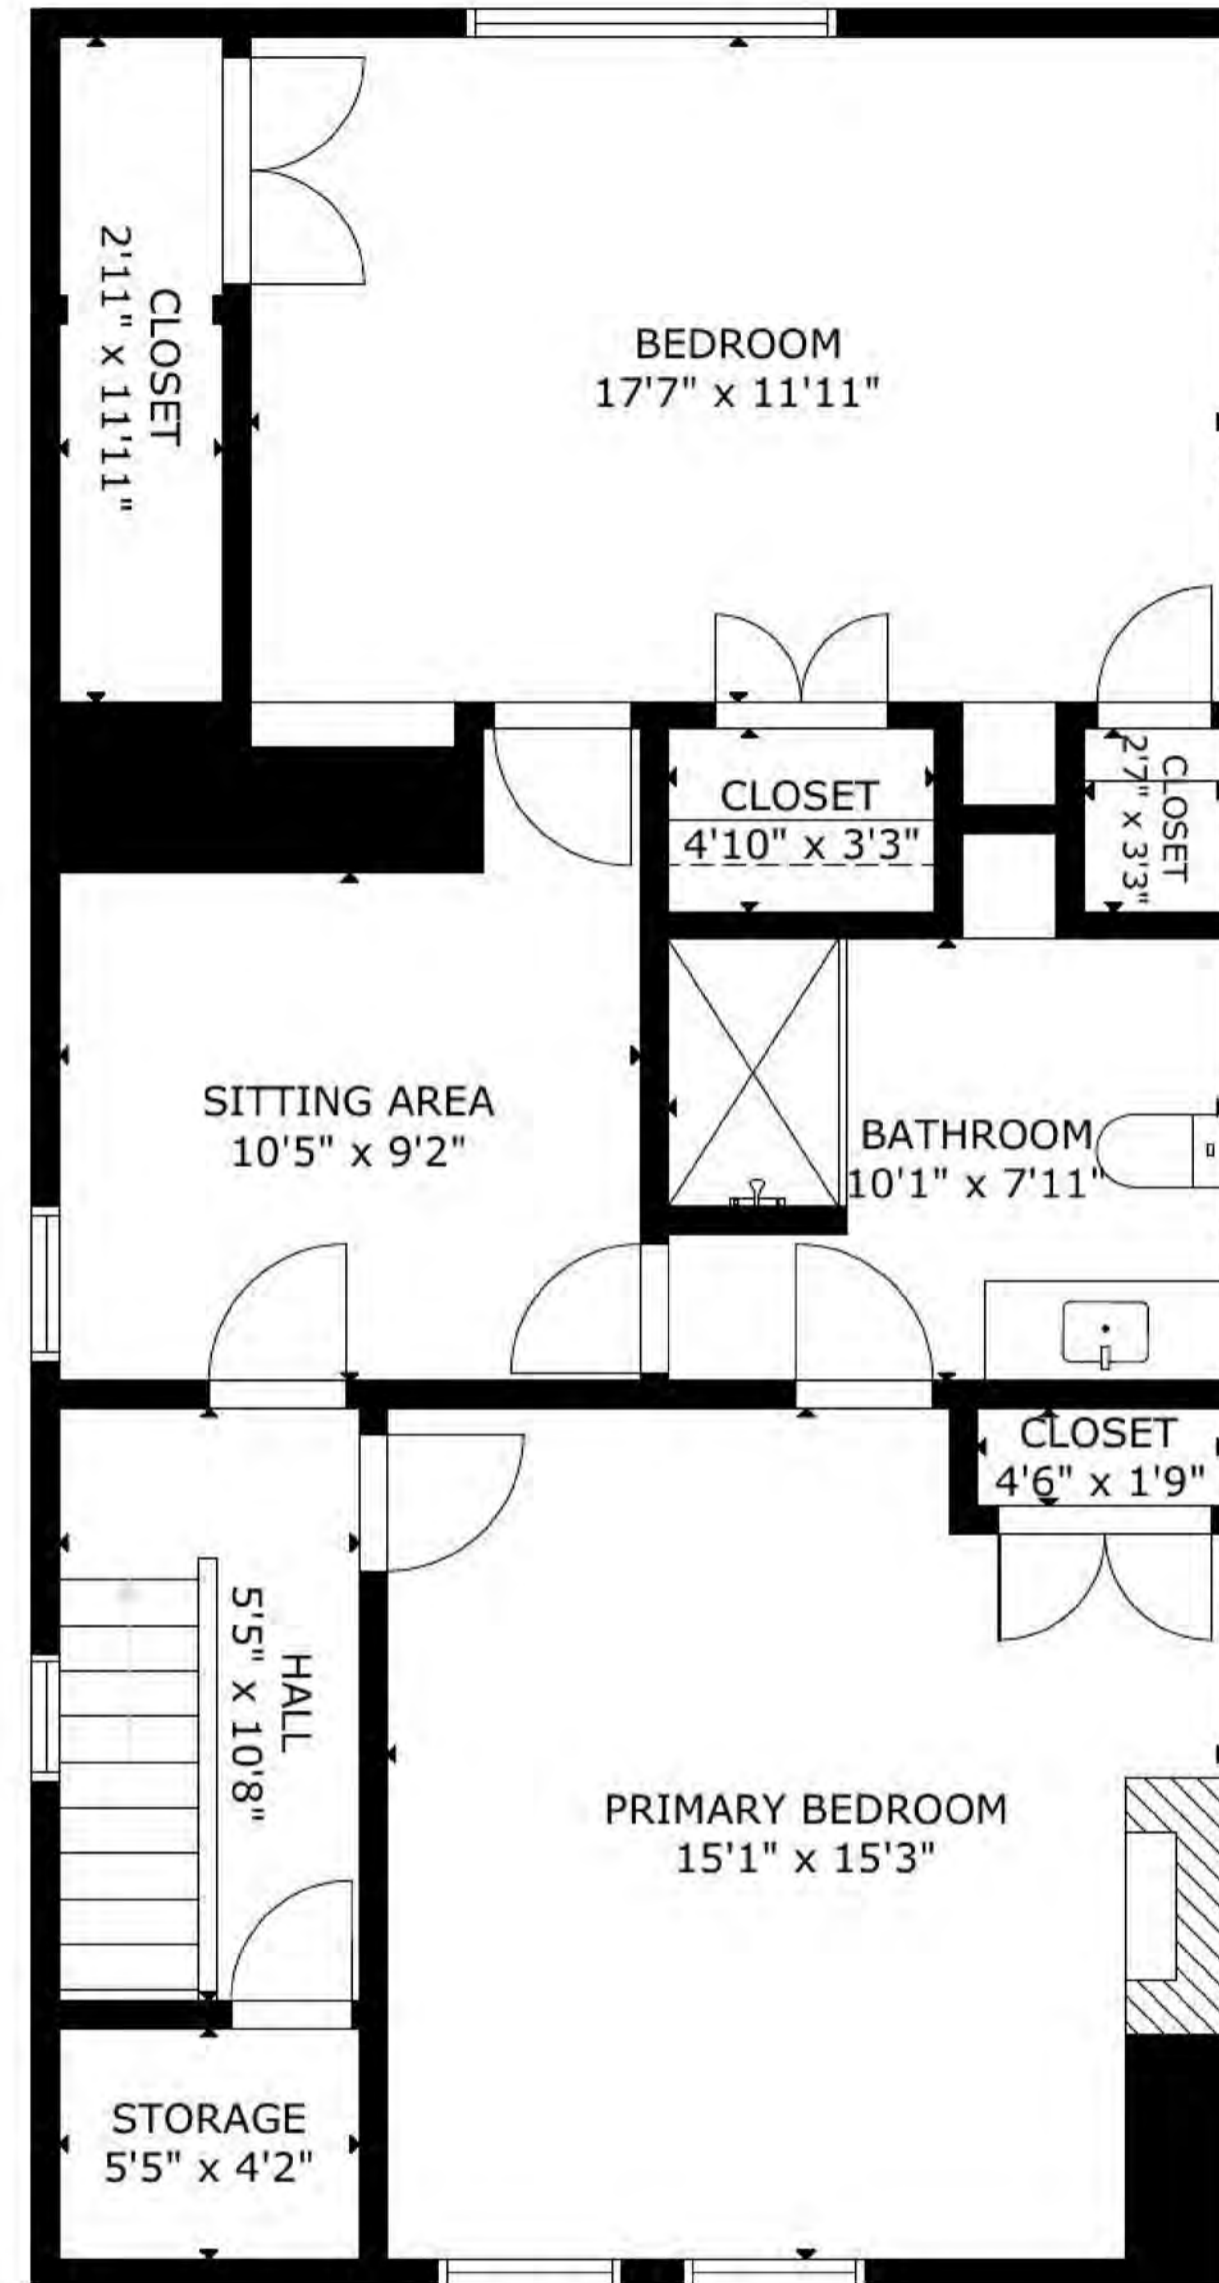 CLOSET
2'11" x 11'11"
BEDROOM
17'7" x 11'11"
CLOSET
4'10" x 3'3"
CLOSET
2'7" x 3'3"
SITTING AREA
10'5" x 9'2"
BATHROOM
10'1" x 7'11"
CLOSET
4'6" x 1'9"
HALL
5'5" x 10'8"
PRIMARY BEDROOM
15'1" x 15'3"
STORAGE
5'5" x 4'2"